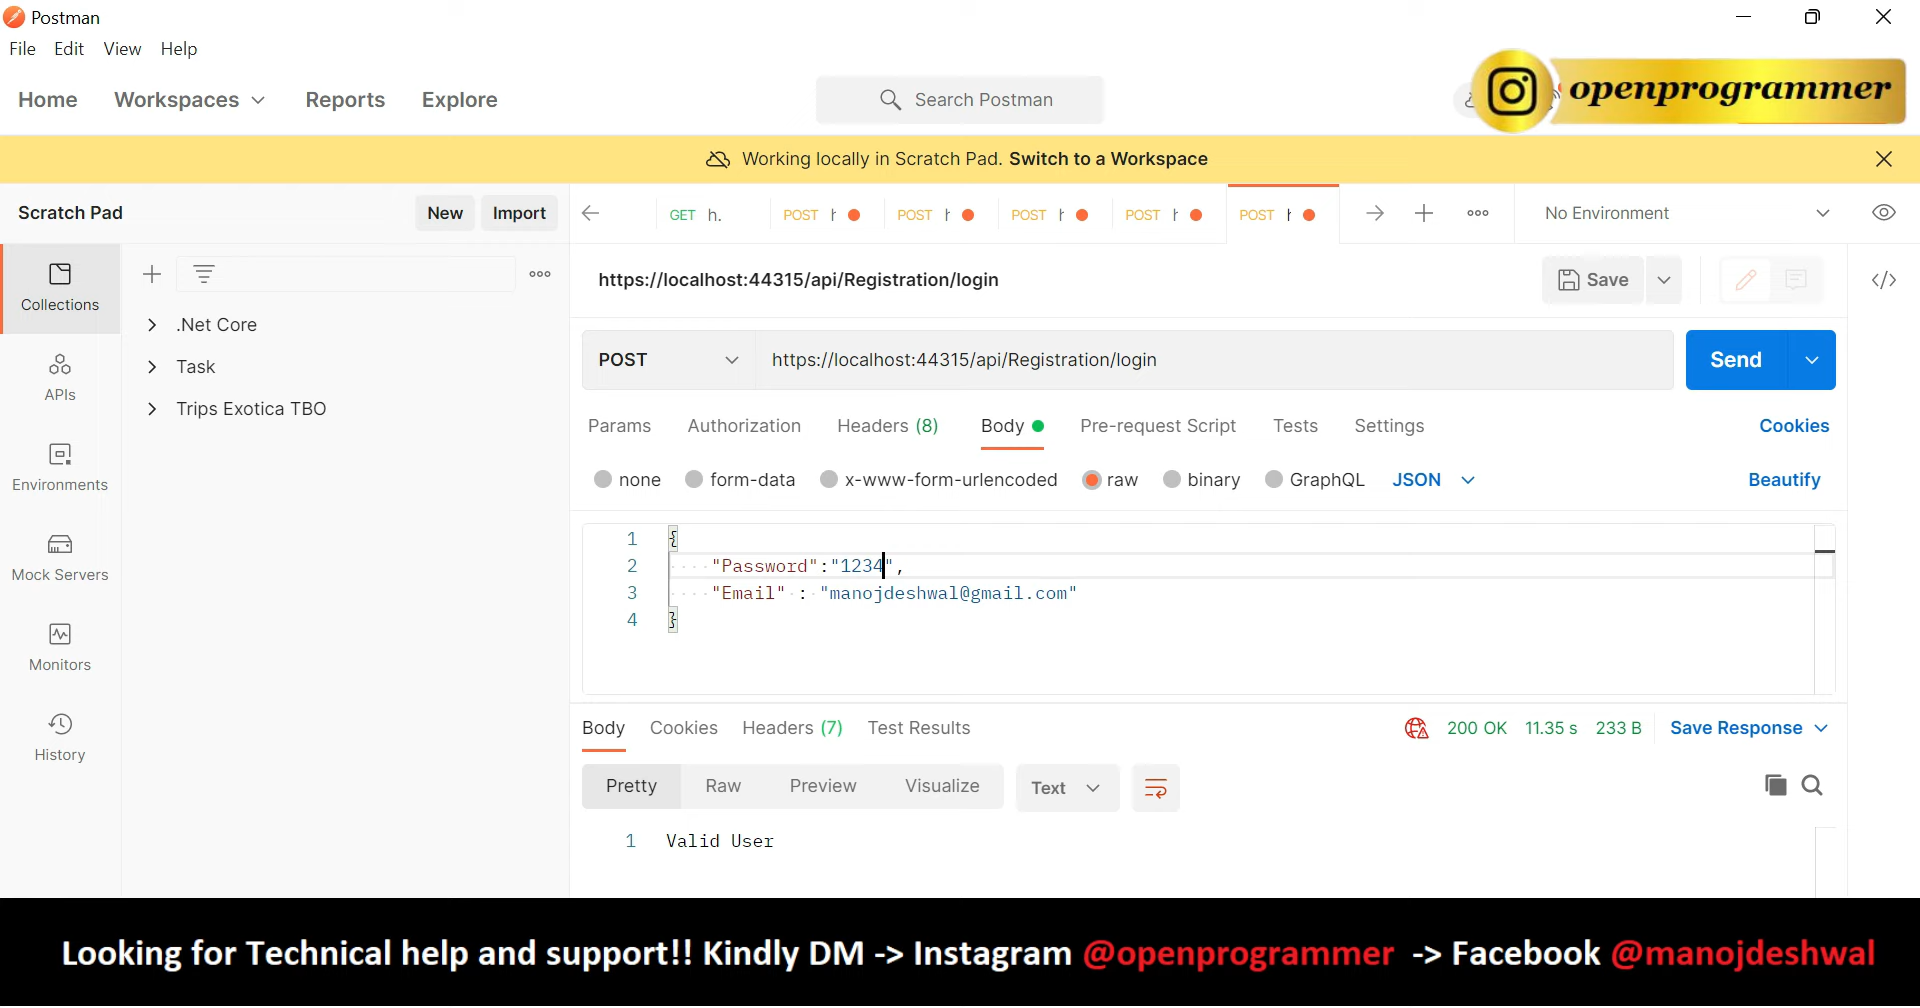 Postman
File Edit View Help
Home Workspaces Reports Explore Search Postman openprogrammer
Working locally in Scratch Pad. Switch to a Workspace
Scratch Pad New Import GET h. POST POST POST POST POST No Environment
Collections
https://localhost:44315/api/Registration/login Save
.Net Core
POST https://localhost:44315/api/Registration/login Send
Task
APIs
Trips Exotica TBO
Params Authorization Headers (8) Body Pre-request Script Tests Settings Cookies
Environments
none form-data x-www-form-urlencoded raw binary GraphQL JSON Beautify
1 {
2 "Password":"1234",
3 "Email" : "manojdeshwal@gmail.com"
4 }
Mock Servers
Monitors
History
Body Cookies Headers (7) Test Results 200 OK 11.35 s 233 B Save Response
Pretty Raw Preview Visualize Text
1 Valid User
Looking for Technical help and support!! Kindly DM -> Instagram @openprogrammer -> Facebook @manojdeshwal